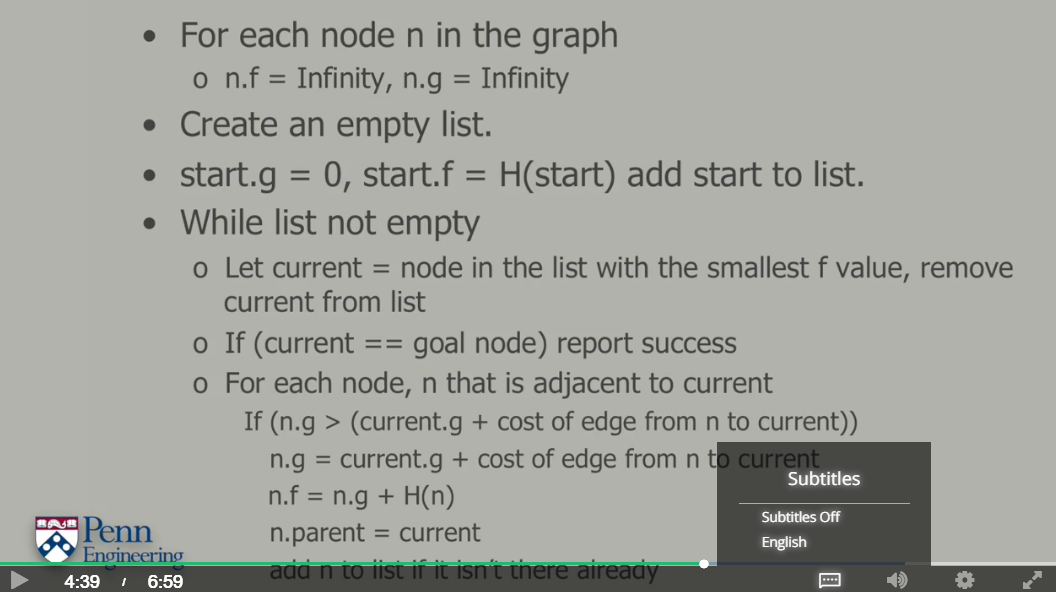 • For each node n in the graph
o n.f = Infinity, n.g = Infinity
• Create an empty list.
• start.g = 0, start.f = H(start) add start to list.
• While list not empty
o Let current = node in the list with the smallest f value, remove
current from list
o If (current == goal node) report success
o For each node, n that is adjacent to current
If (n.g > (current.g + cost of edge from n to current))
n.g = current.g + cost of edge from n to current
n.f = n.g + H(n)
n.parent = current
add n to list if it isn't there already
Penn
Engineering
Subtitles
Subtitles Off
English
4:39 / 6:59